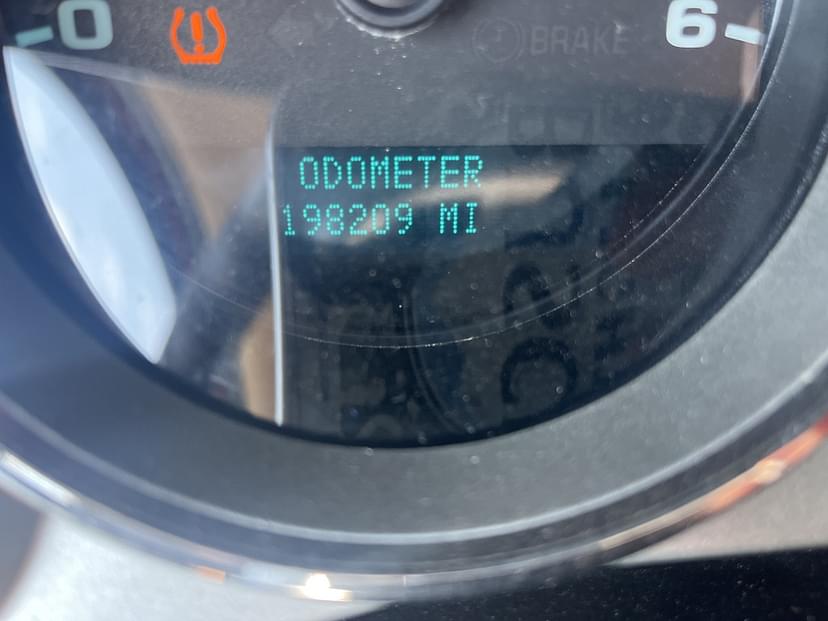 0 6
BRAKE
ODOMETER
198209 MI